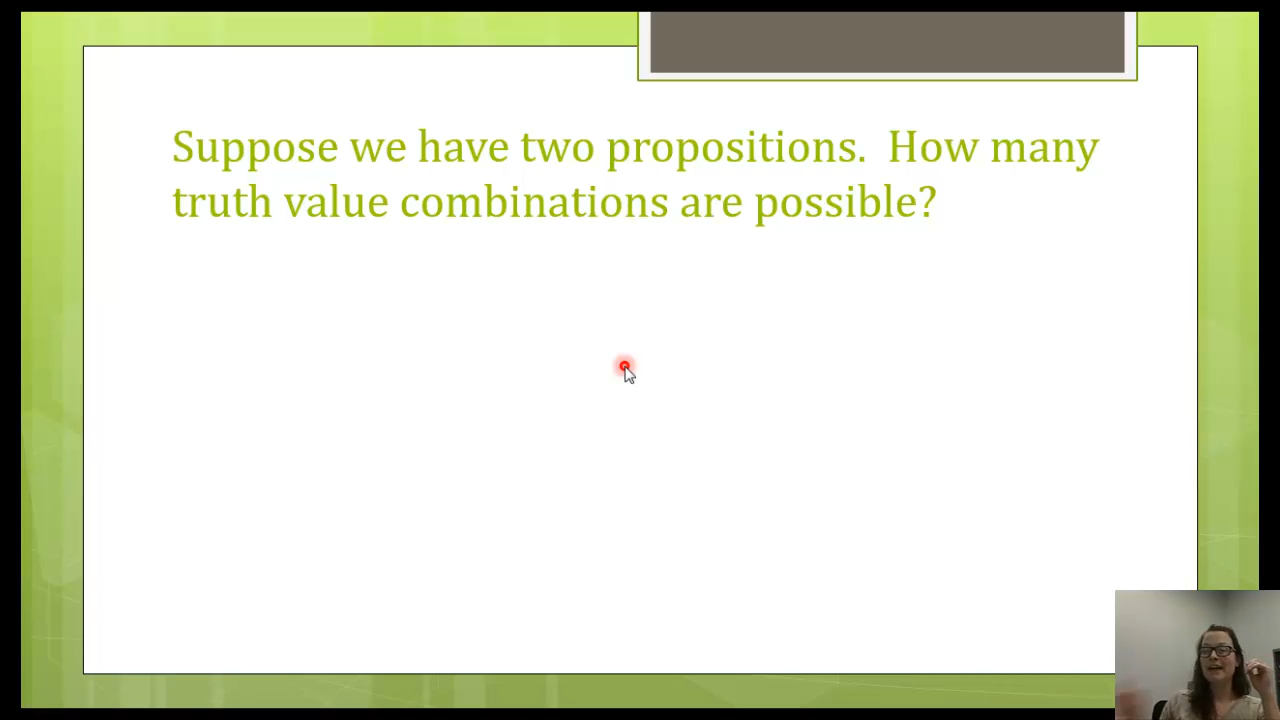 Suppose we have two propositions.  How many
truth value combinations are possible?